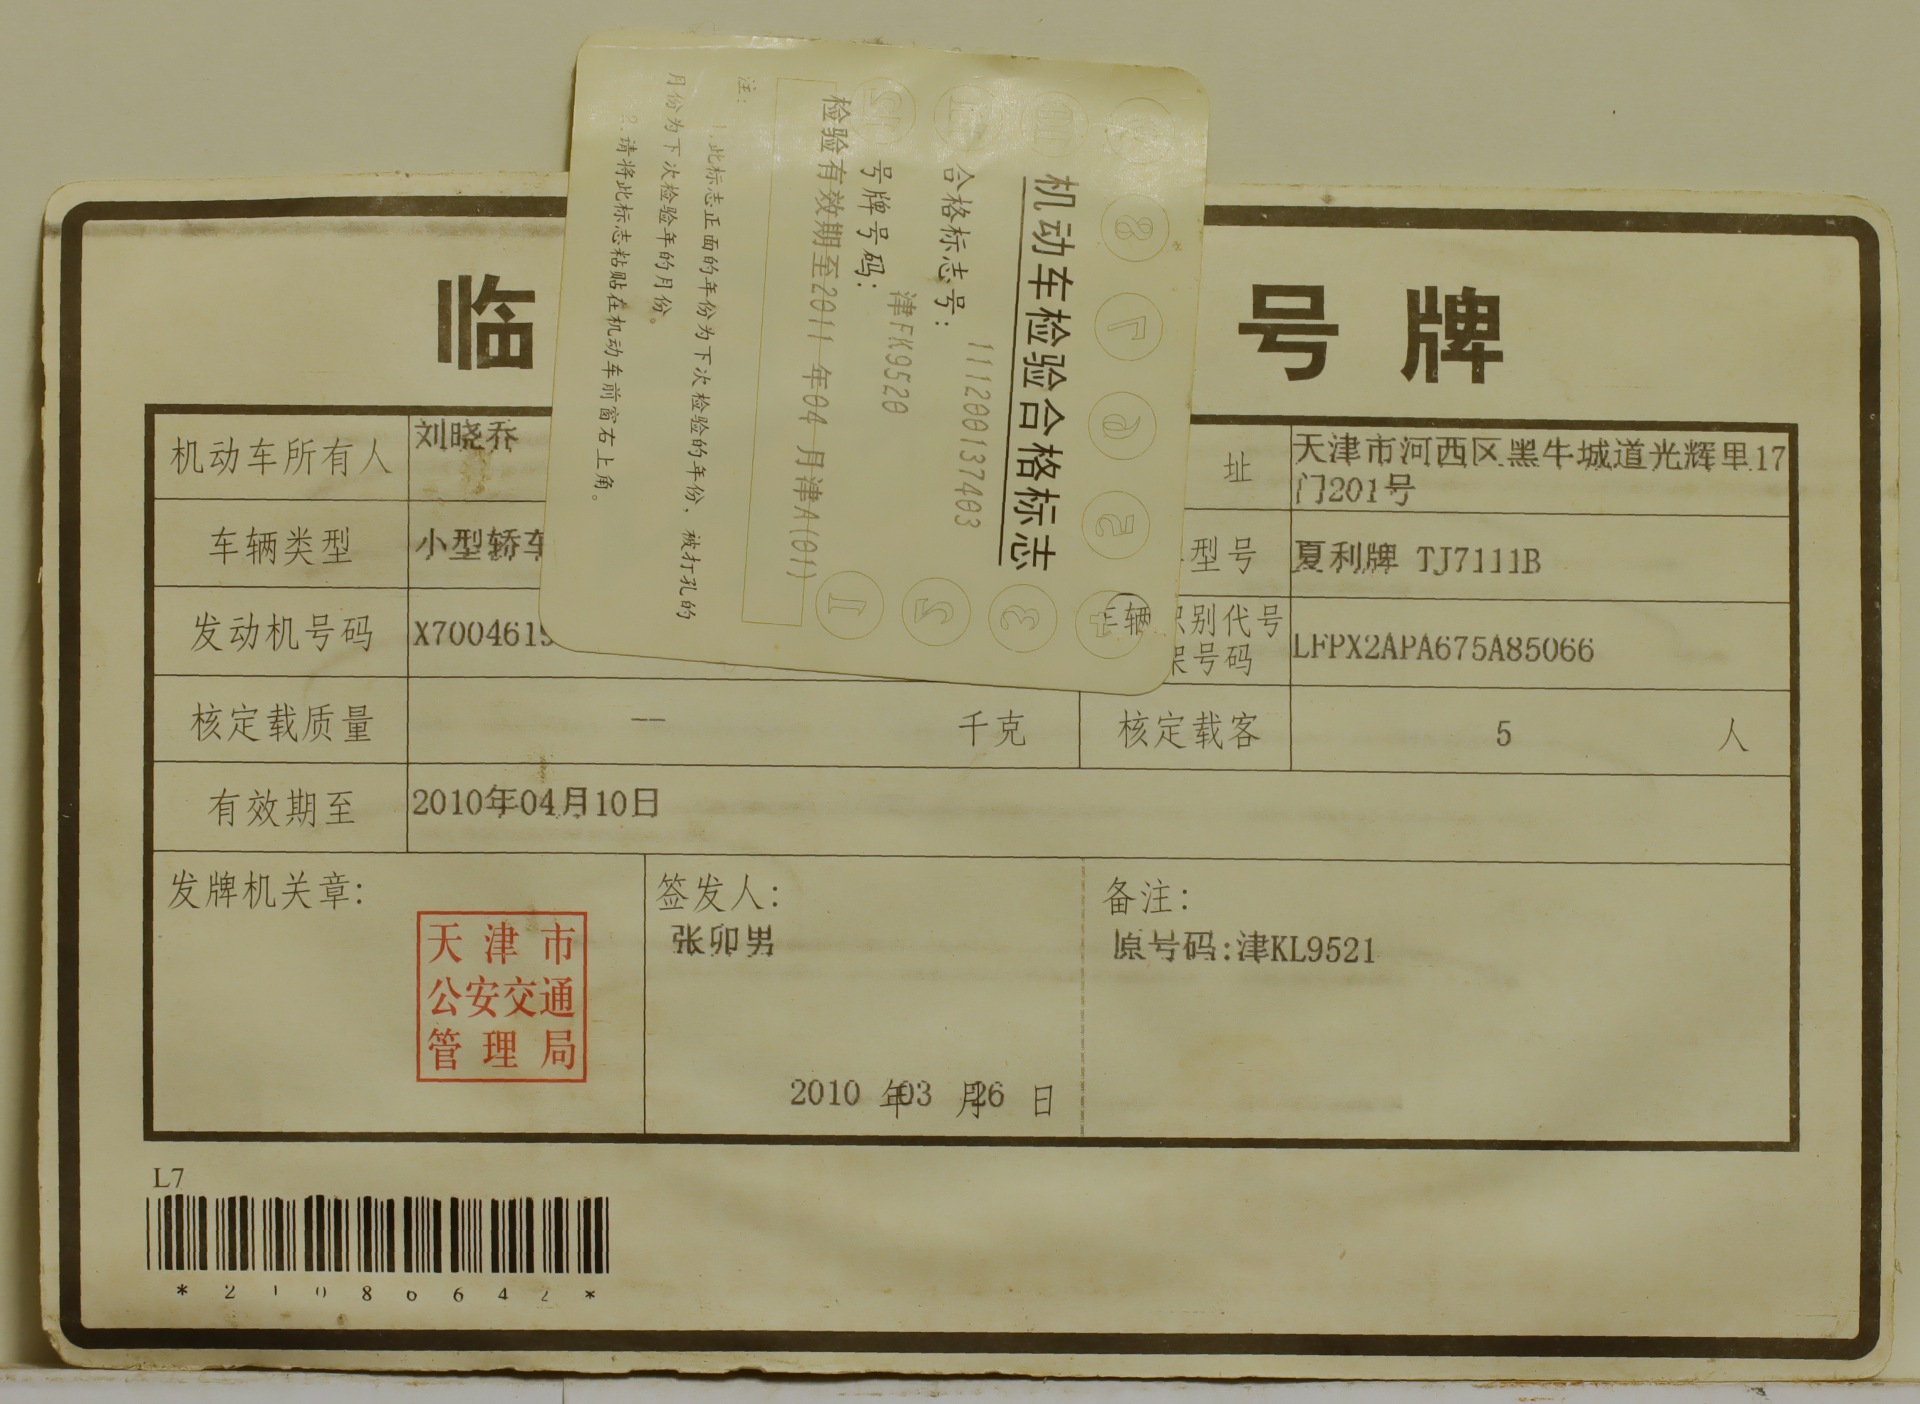 临
号牌
机动车所有人 刘晓乔
址 天津市河西区黑牛城道光辉里17
门201号
车辆类型 小型轿车
型号 夏利牌 TJ7111B
发动机号码 X700461
车辆 识别代号
号码
LFPX2APA675A85066
核定载质量 — 千克 核定载客 5 人
有效期至 2010年04月10日
发牌机关章:
天津市
公安交通
管理局
签发人:
张卯男
2010 年03 月26 日
备注:
原号码:津KL9521
L7
*21086642*
机动车检验合格标志
合格标志号:
111200137403
号牌号码:
津FK9520
检验有效期至2011年04月津A(01)
注:
1.此标志正面的年份为下次检验的年份，被打孔的
月份为下次检验年的月份。
2.请将此标志粘贴在机动车前窗右上角。
12
11
10
9
8
7
6
5
4
3
2
1